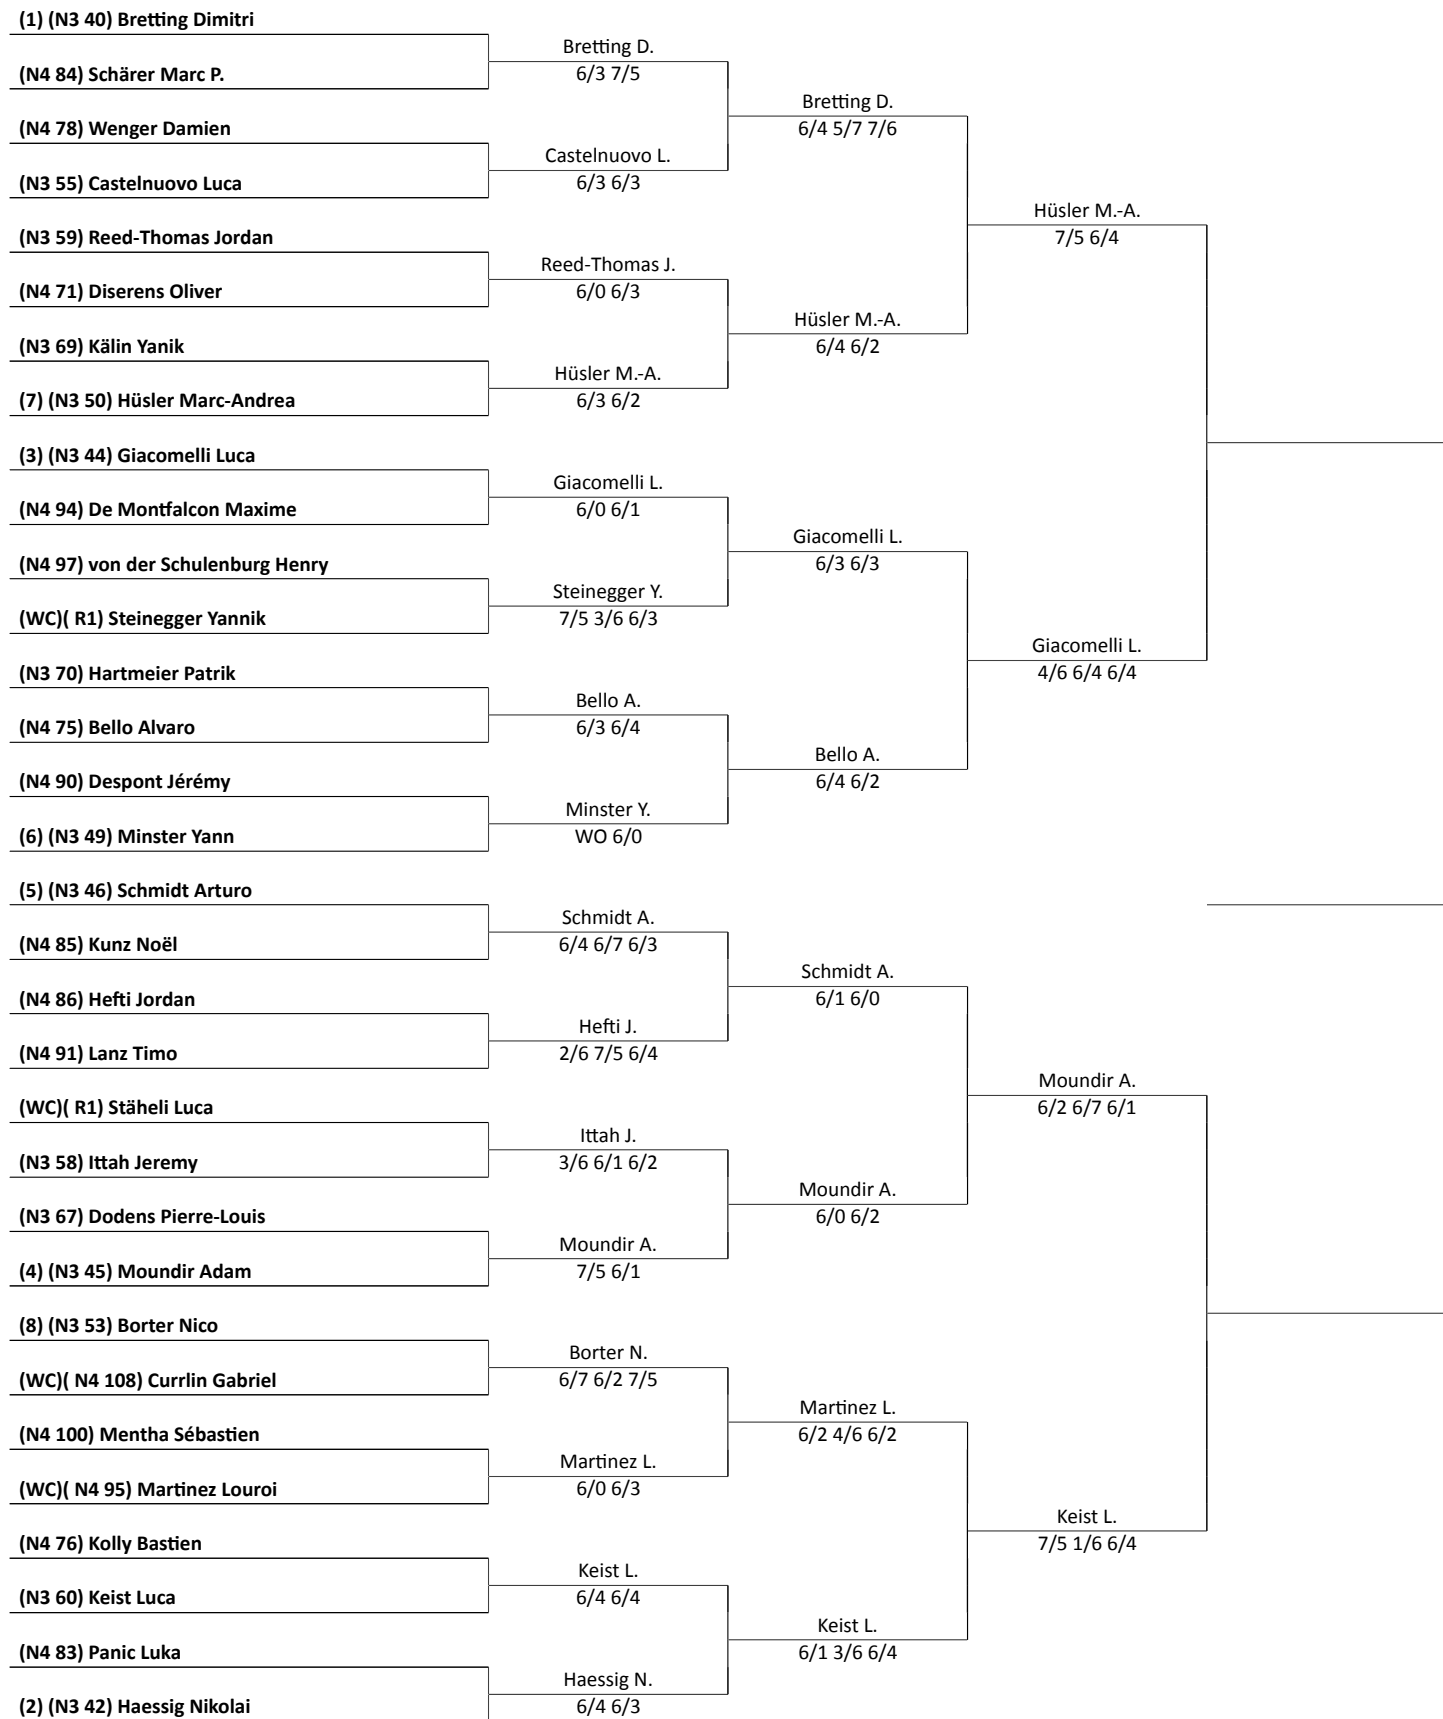 (1) (N3 40) Bretting Dimitri
(N4 84) Schärer Marc P.
(N4 78) Wenger Damien
(N3 55) Castelnuovo Luca
(N3 59) Reed-Thomas Jordan
(N4 71) Diserens Oliver
(N3 69) Kälin Yanik
(7) (N3 50) Hüsler Marc-Andrea
(3) (N3 44) Giacomelli Luca
(N4 94) De Montfalcon Maxime
(N4 97) von der Schulenburg Henry
(WC)( R1) Steinegger Yannik
(N3 70) Hartmeier Patrik
(N4 75) Bello Alvaro
(N4 90) Despont Jérémy
(6) (N3 49) Minster Yann
(5) (N3 46) Schmidt Arturo
(N4 85) Kunz Noël
(N4 86) Hefti Jordan
(N4 91) Lanz Timo
(WC)( R1) Stäheli Luca
(N3 58) Ittah Jeremy
(N3 67) Dodens Pierre-Louis
(4) (N3 45) Moundir Adam
(8) (N3 53) Borter Nico
(WC)( N4 108) Currlin Gabriel
(N4 100) Mentha Sébastien
(WC)( N4 95) Martinez Louroi
(N4 76) Kolly Bastien
(N3 60) Keist Luca
(N4 83) Panic Luka
(2) (N3 42) Haessig Nikolai
Bretting D.
6/3 7/5
Castelnuovo L.
6/3 6/3
Reed-Thomas J.
6/0 6/3
Hüsler M.-A.
6/3 6/2
Giacomelli L.
6/0 6/1
Steinegger Y.
7/5 3/6 6/3
Bello A.
6/3 6/4
Minster Y.
WO 6/0
Schmidt A.
6/4 6/7 6/3
Hefti J.
2/6 7/5 6/4
Ittah J.
3/6 6/1 6/2
Moundir A.
7/5 6/1
Borter N.
6/7 6/2 7/5
Martinez L.
6/0 6/3
Keist L.
6/4 6/4
Haessig N.
6/4 6/3
Bretting D.
6/4 5/7 7/6
Hüsler M.-A.
6/4 6/2
Giacomelli L.
6/3 6/3
Bello A.
6/4 6/2
Schmidt A.
6/1 6/0
Moundir A.
6/0 6/2
Martinez L.
6/2 4/6 6/2
Keist L.
6/1 3/6 6/4
Hüsler M.-A.
7/5 6/4
Giacomelli L.
4/6 6/4 6/4
Moundir A.
6/2 6/7 6/1
Keist L.
7/5 1/6 6/4